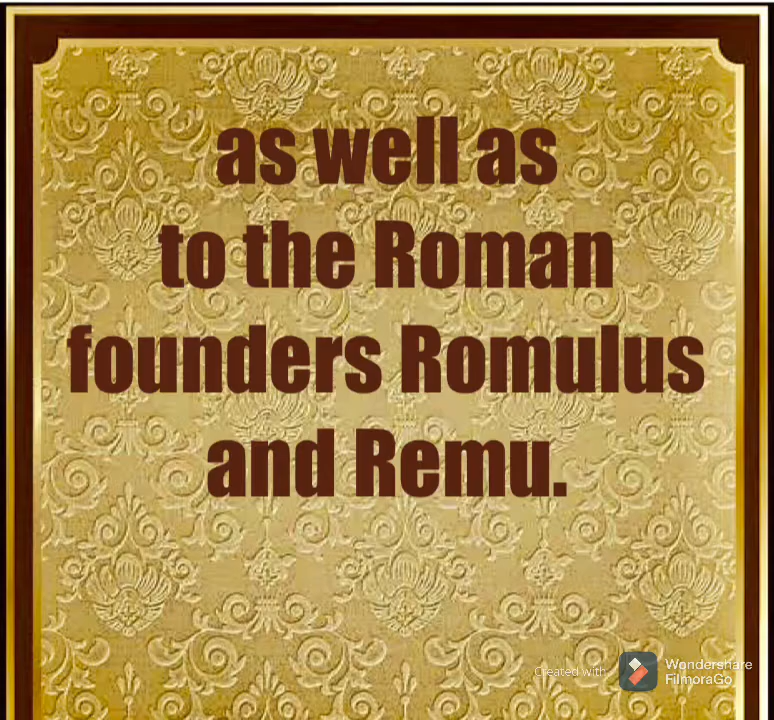 as well as
to the Roman
founders Romulus
and Remu.
Created with
Wondershare
FilmoraGo